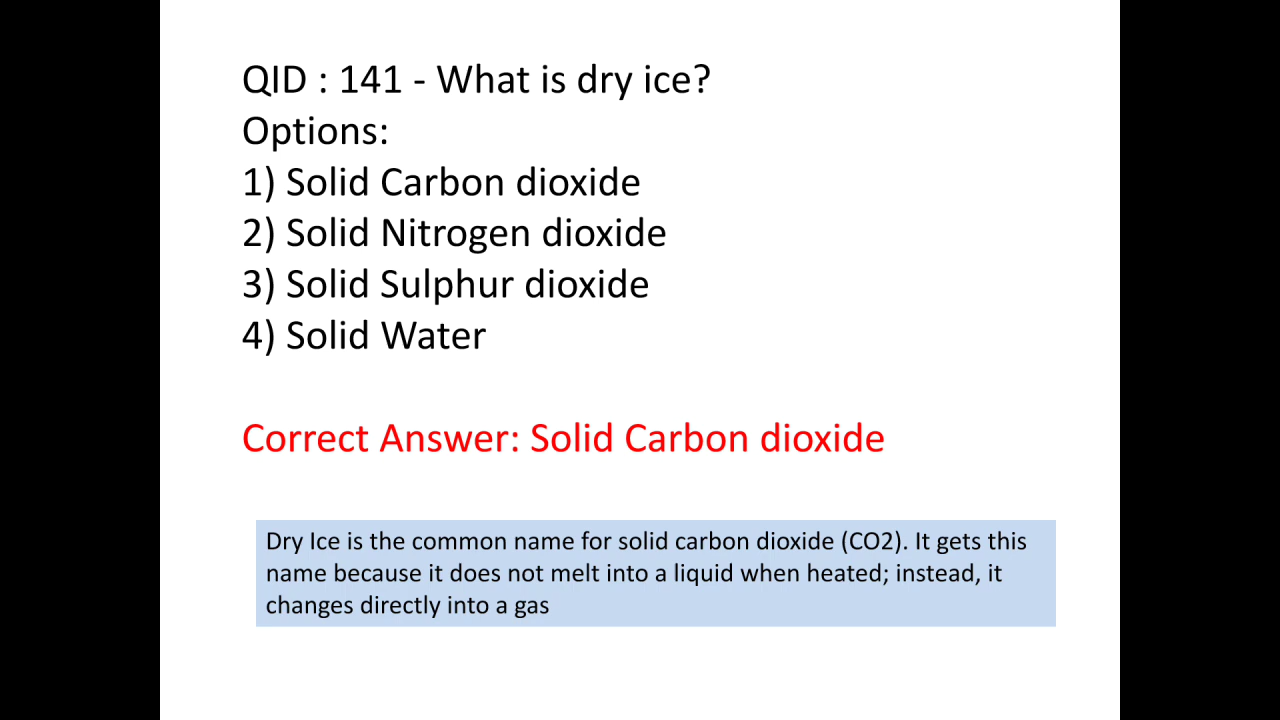 QID : 141 - What is dry ice?
Options:
1) Solid Carbon dioxide
2) Solid Nitrogen dioxide
3) Solid Sulphur dioxide
4) Solid Water
Correct Answer: Solid Carbon dioxide
Dry Ice is the common name for solid carbon dioxide (CO2). It gets this
name because it does not melt into a liquid when heated; instead, it
changes directly into a gas